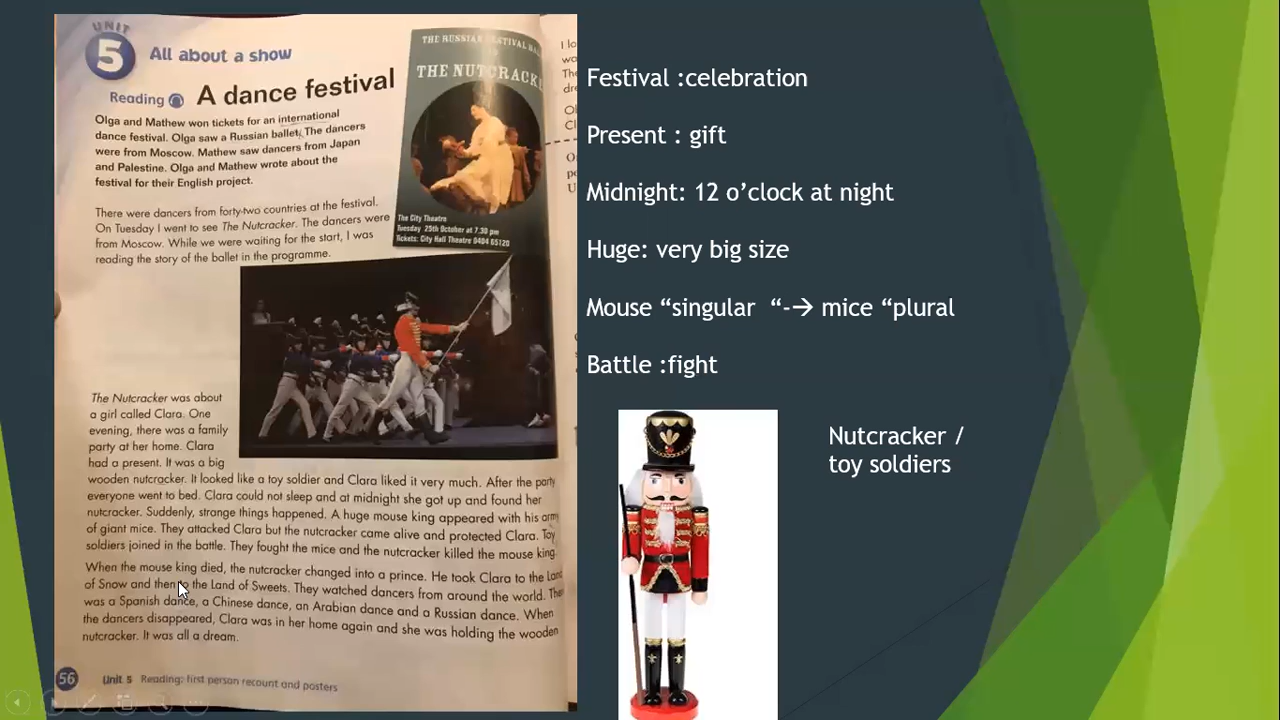 UNIT
5
All about a show
Reading
A dance festival
Olga and Mathew won tickets for an international
dance festival. Olga saw a Russian ballet. The dancers
were from Moscow. Mathew saw dancers from Japan
and Palestine. Olga and Mathew wrote about the
festival for their English project.
There were dancers from forty-two countries at the festival.
On Tuesday I went to see The Nutcracker. The dancers were
from Moscow. While we were waiting for the start, I was
reading the story of the ballet in the programme.
THE RUSSIAN FESTIVAL
THE NUTCRACKE
The City Theatre
Tuesday 25th October at 7.30 pm
Tickets: City Hall Theatre 0404 65120
The Nutcracker was about
a girl called Clara. One
evening, there was a family
party at her home. Clara
had a present. It was a big
wooden nutcracker. It looked like a toy soldier and Clara liked it very much. After the party
everyone went to bed. Clara could not sleep and at midnight she got up and found her
nutcracker. Suddenly, strange things happened. A huge mouse king appeared with his army
of giant mice. They attacked Clara but the nutcracker came alive and protected Clara. Toy
soldiers joined in the battle. They fought the mice and the nutcracker killed the mouse king.
When the mouse king died, the nutcracker changed into a prince. He took Clara to the Land
of Snow and then to the Land of Sweets. They watched dancers from around the world. The
was a Spanish dance, a Chinese dance, an Arabian dance and a Russian dance. When
the dancers disappeared, Clara was in her home again and she was holding the wooden
nutcracker. It was all a dream.
56
Unit 5 Reading: first person recount and posters
Festival :celebration
Present : gift
Midnight: 12 o’clock at night
Huge: very big size
Mouse “singular “-→ mice “plural
Battle :fight
Nutcracker /
toy soldiers